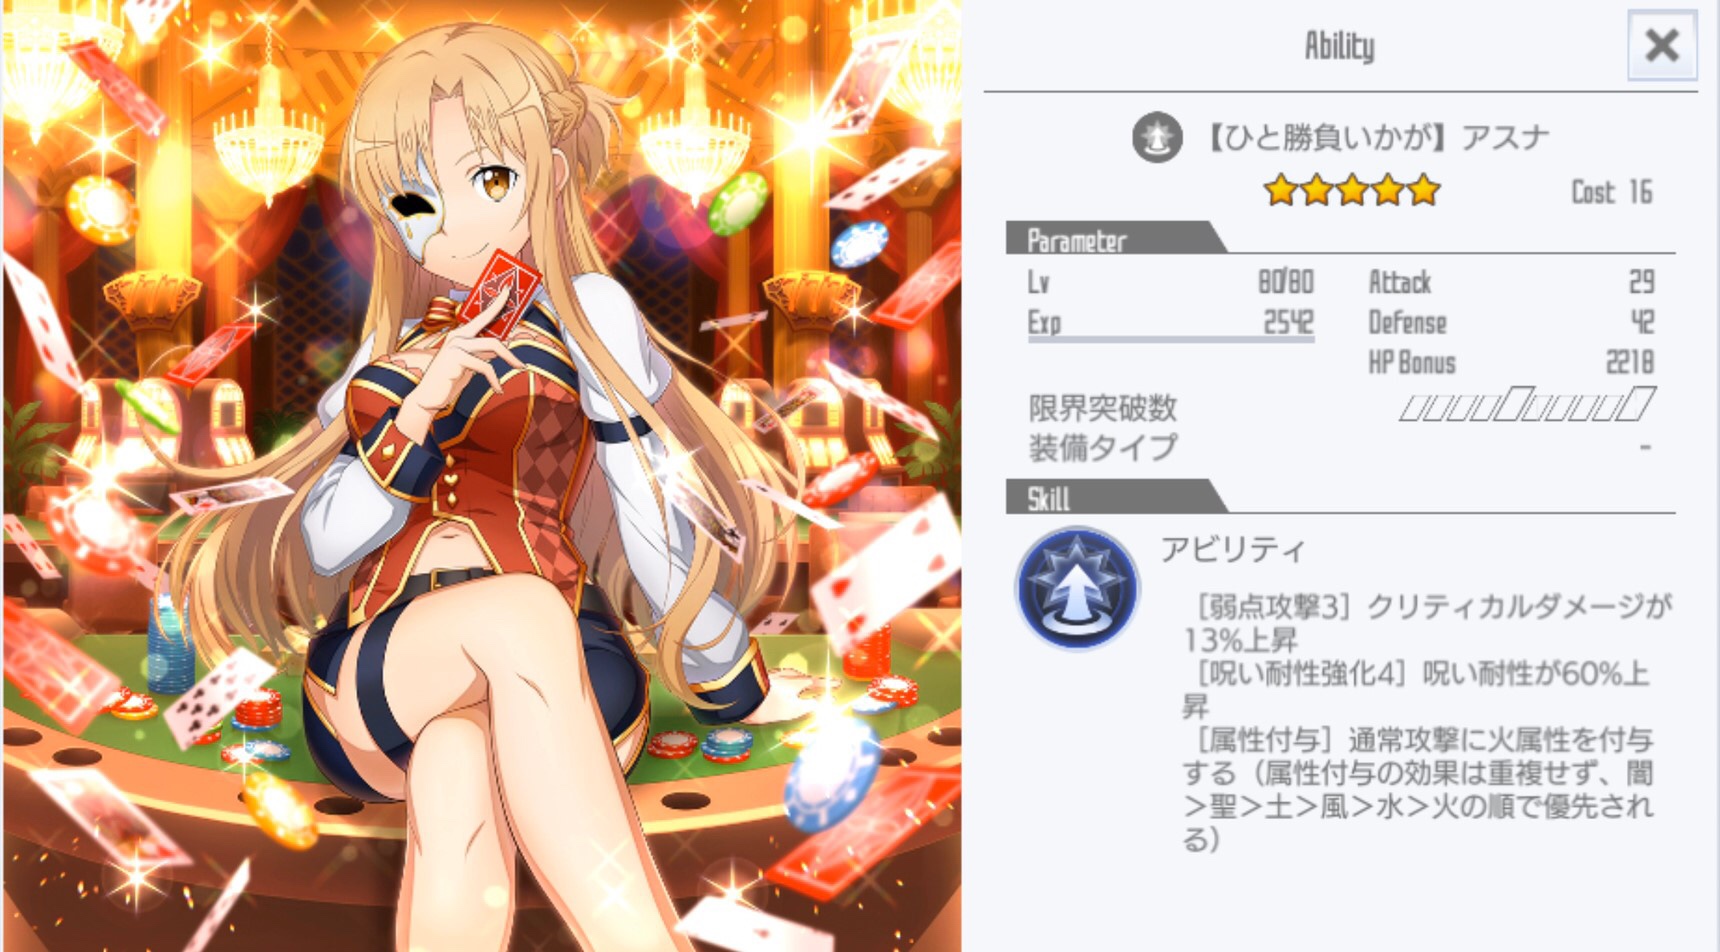 Ability
【ひと勝負いかが】アスナ
Cost 16
Parameter
Lv 80/80 Attack 29
Exp 2542 Defense 42
HP Bonus 2218
限界突破数
装備タイプ -
Skill
アビリティ
［弱点攻撃3］クリティカルダメージが
13%上昇
［呪い耐性強化4］呪い耐性が60%上
昇
［属性付与］通常攻撃に火属性を付与
する（属性付与の効果は重複せず、闇
＞聖＞土＞風＞水＞火の順で優先され
る）